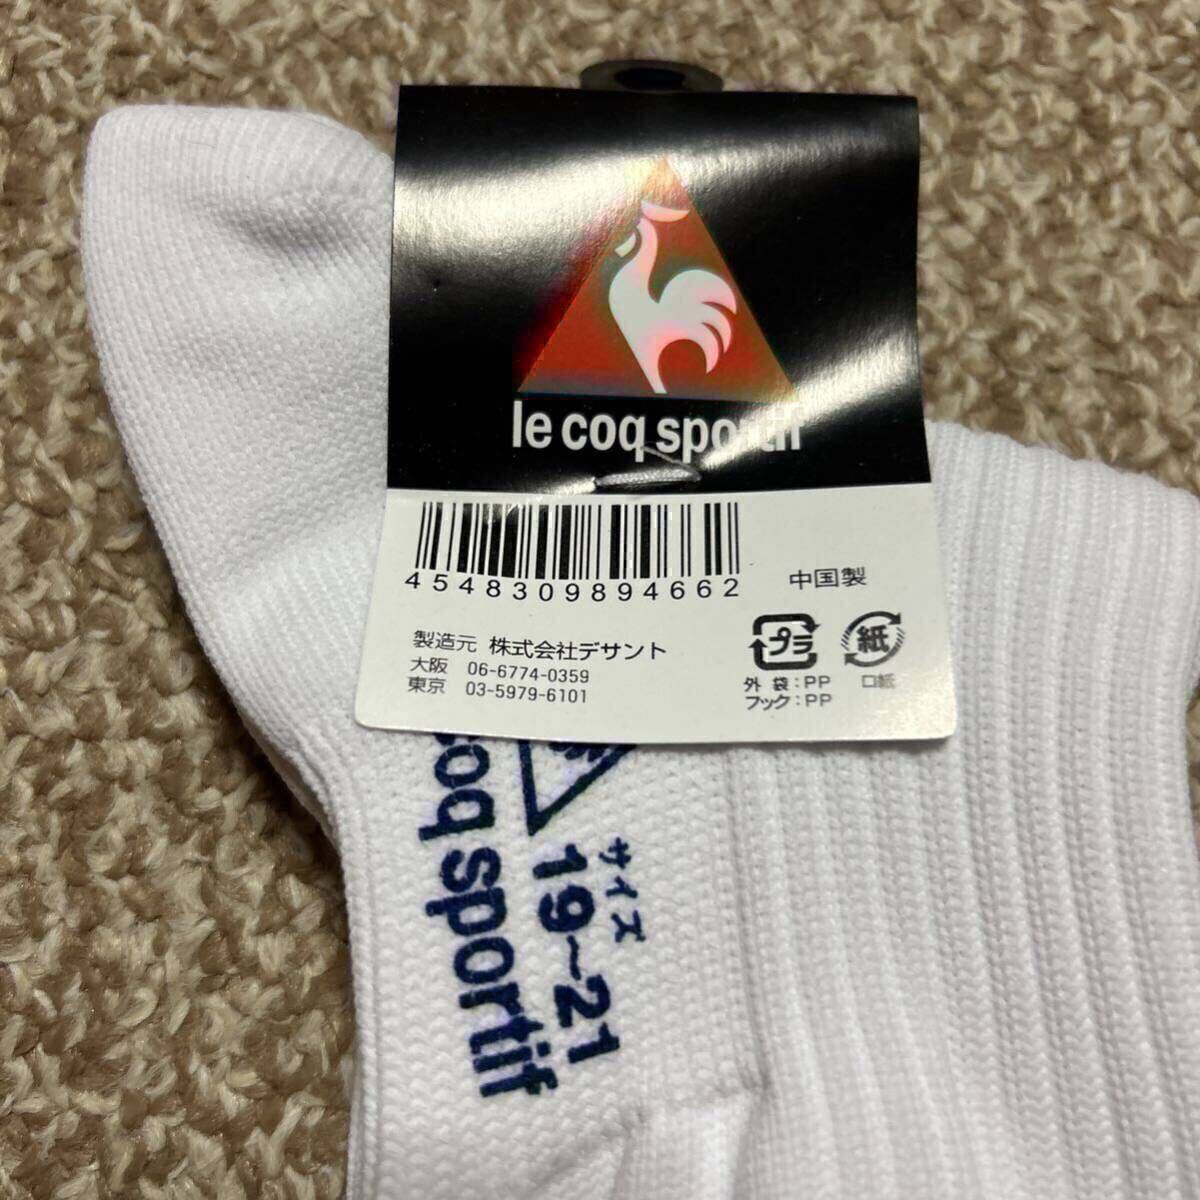 le coq sportif
4548309894662
中国製
製造元 株式会社デサント
大阪 06-6774-0359
東京 03-5979-6101
プラ
外袋:PP
フック:PP
紙
口紙
coq sportif
サイズ
19~21